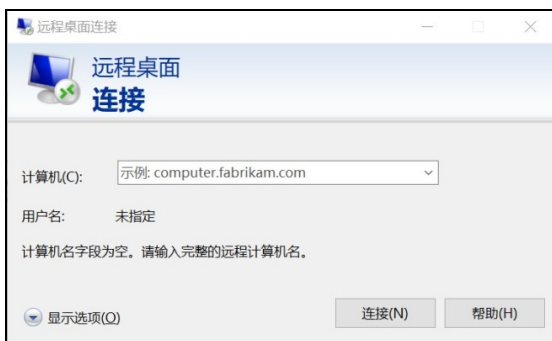 远程桌面连接
远程桌面
连接
计算机(C):
示例: computer.fabrikam.com
用户名:
未指定
计算机名字段为空。请输入完整的远程计算机名。
显示选项(O)
连接(N)
帮助(H)